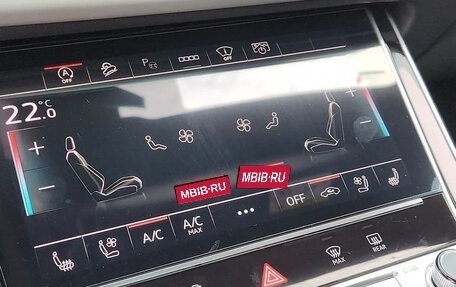 A OFF
P
OFF
22.0 °C
+
+
−
−
MBIB.RU
MBIB.RU
A/C
A/C MAX
•••
OFF
MAX
REAR